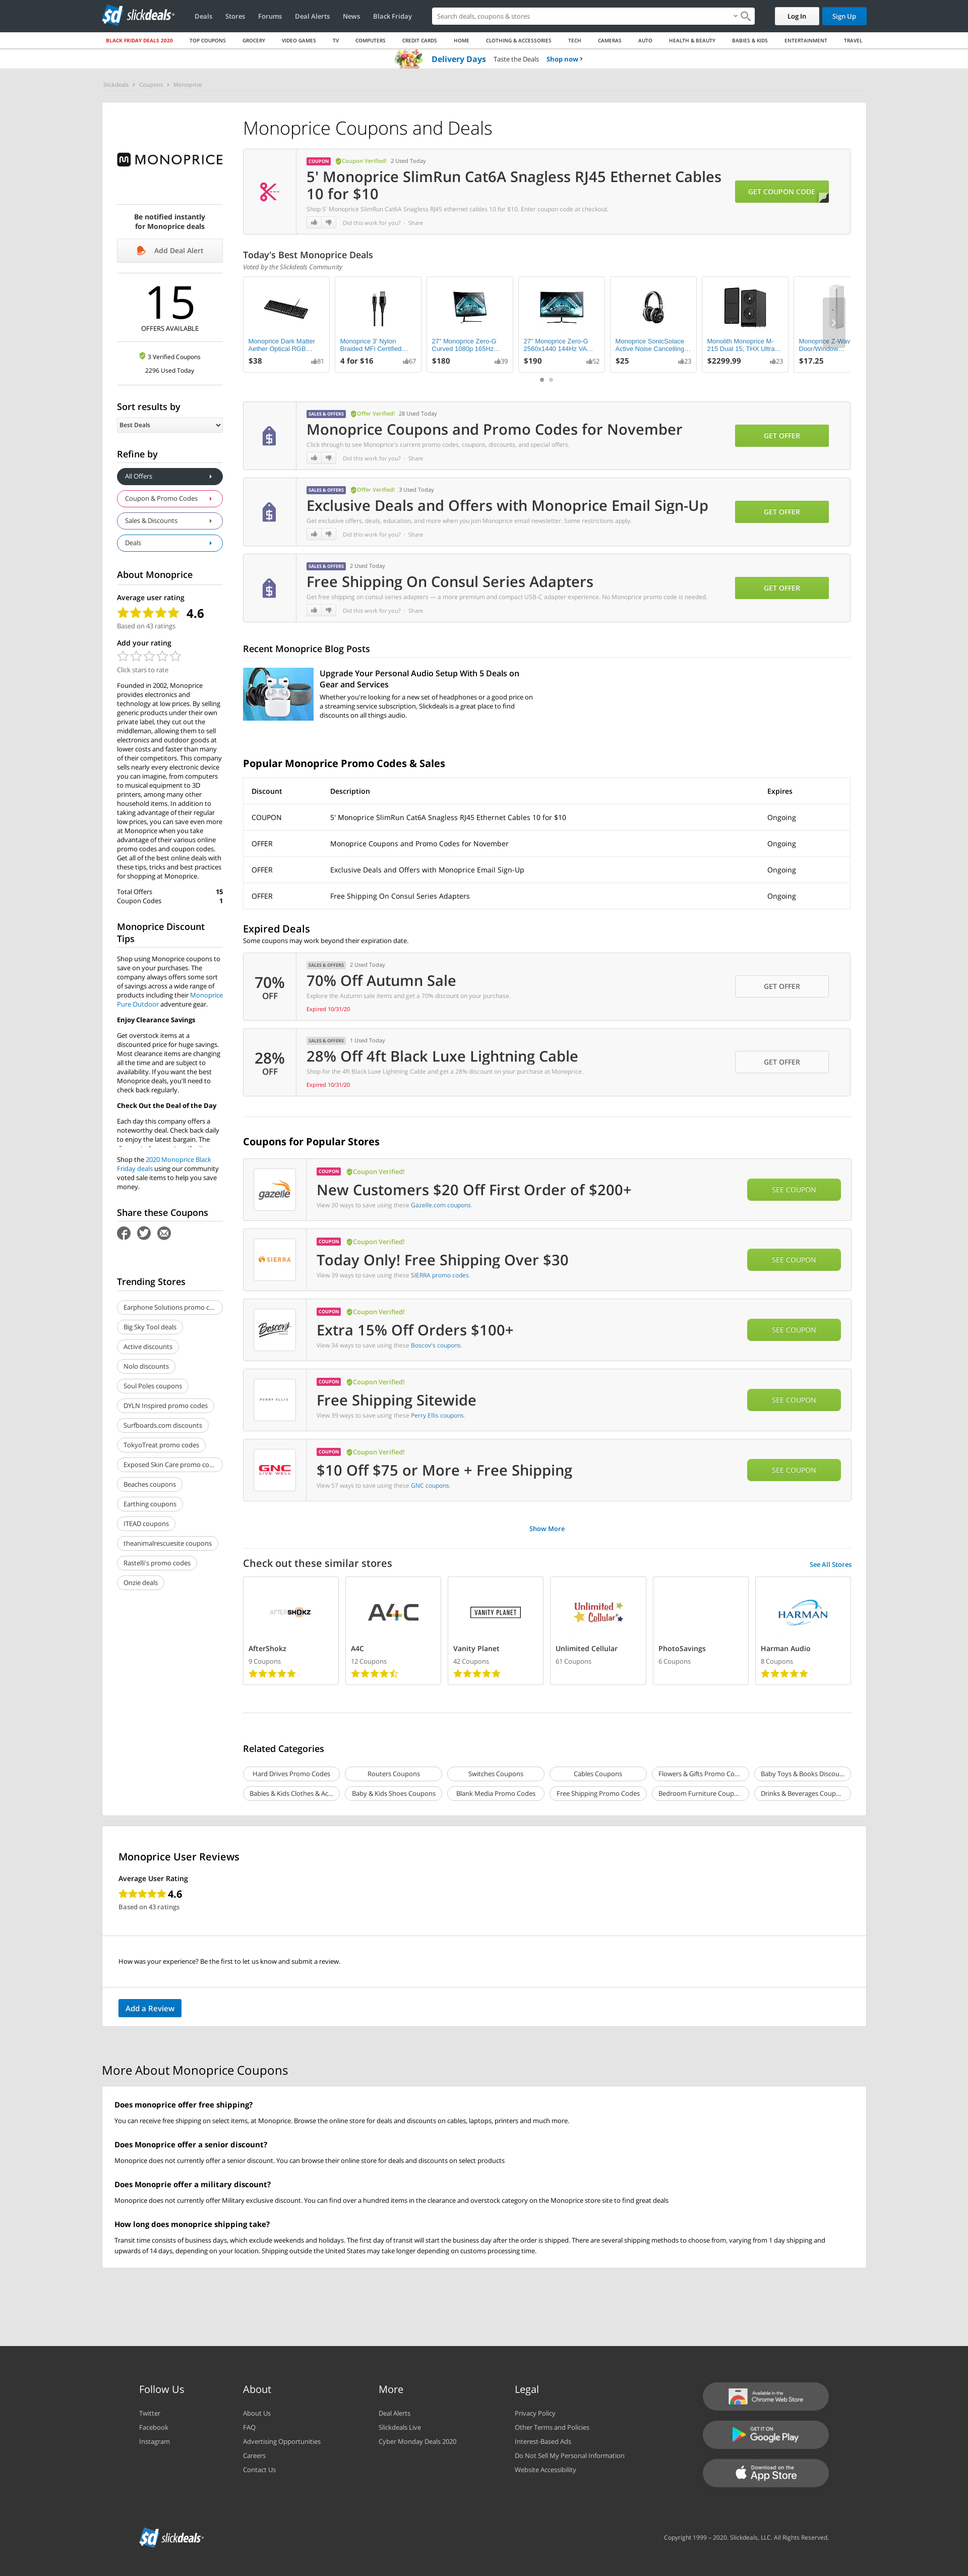 sd slickdeals
Deals Stores Forums Deal Alerts News Black Friday
Search deals, coupons & stores
Log In Sign Up
BLACK FRIDAY DEALS 2020 TOP COUPONS GROCERY VIDEO GAMES TV COMPUTERS CREDIT CARDS HOME CLOTHING & ACCESSORIES TECH CAMERAS AUTO HEALTH & BEAUTY BABIES & KIDS ENTERTAINMENT TRAVEL
Delivery Days Taste the Deals Shop now ›
Slickdeals › Coupons › Monoprice
MONOPRICE
Be notified instantly
for Monoprice deals
Add Deal Alert
15
OFFERS AVAILABLE
3 Verified Coupons
2296 Used Today
Sort results by
Best Deals
Refine by
All Offers
Coupon & Promo Codes
Sales & Discounts
Deals
About Monoprice
Average user rating
4.6
Based on 43 ratings
Add your rating
Click stars to rate
Founded in 2002, Monoprice
provides electronics and
technology at low prices. By selling
generic products under their own
private label, they cut out the
middleman, allowing them to sell
electronics and outdoor goods at
lower costs and faster than many
of their competitors. This company
sells nearly every electronic device
you can imagine, from computers
to musical equipment to 3D
printers, among many other
household items. In addition to
taking advantage of their regular
low prices, you can save even more
at Monoprice when you take
advantage of their various online
promo codes and coupon codes.
Get all of the best online deals with
these tips, tricks and best practices
for shopping at Monoprice.
Total Offers 15
Coupon Codes 1
Monoprice Discount
Tips
Shop using Monoprice coupons to
save on your purchases. The
company always offers some sort
of savings across a wide range of
products including their Monoprice
Pure Outdoor adventure gear.
Enjoy Clearance Savings
Get overstock items at a
discounted price for huge savings.
Most clearance items are changing
all the time and are subject to
availability. If you want the best
Monoprice deals, you'll need to
check back regularly.
Check Out the Deal of the Day
Each day this company offers a
noteworthy deal. Check back daily
to enjoy the latest bargain. The
Shop the 2020 Monoprice Black
Friday deals using our community
voted sale items to help you save
money.
Share these Coupons
Trending Stores
Earphone Solutions promo c...
Big Sky Tool deals
Active discounts
Nolo discounts
Soul Poles coupons
DYLN Inspired promo codes
Surfboards.com discounts
TokyoTreat promo codes
Exposed Skin Care promo co...
Beaches coupons
Earthing coupons
ITEAD coupons
theanimalrescuesite coupons
Rastelli's promo codes
Onzie deals
Monoprice Coupons and Deals
COUPON Coupon Verified! 2 Used Today
5' Monoprice SlimRun Cat6A Snagless RJ45 Ethernet Cables
10 for $10
Shop 5' Monoprice SlimRun Cat6A Snagless RJ45 ethernet cables 10 for $10. Enter coupon code at checkout.
Did this work for you? · Share
GET COUPON CODE
Today's Best Monoprice Deals
Voted by the Slickdeals Community
Monoprice Dark Matter
Aether Optical RGB...
$38 81
Monoprice 3' Nylon
Braided MFi Certified...
4 for $16 67
27" Monoprice Zero-G
Curved 1080p 165Hz...
$180 39
27" Monoprice Zero-G
2560x1440 144Hz VA...
$190 52
Monoprice SonicSolace
Active Noise Cancelling...
$25 23
Monolith Monoprice M-
215 Dual 15; THX Ultra...
$2299.99 23
Monoprice Z-Wav
Door/Window...
$17.25
SALES & OFFERS Offer Verified! 28 Used Today
Monoprice Coupons and Promo Codes for November
Click through to see Monoprice's current promo codes, coupons, discounts, and special offers.
Did this work for you? · Share
GET OFFER
SALES & OFFERS Offer Verified! 3 Used Today
Exclusive Deals and Offers with Monoprice Email Sign-Up
Get exclusive offers, deals, education, and more when you join Monoprice email newsletter. Some restrictions apply.
Did this work for you? · Share
GET OFFER
SALES & OFFERS 2 Used Today
Free Shipping On Consul Series Adapters
Get free shipping on consul series adapters — a more premium and compact USB-C adapter experience. No Monoprice promo code is needed.
Did this work for you? · Share
GET OFFER
Recent Monoprice Blog Posts
Upgrade Your Personal Audio Setup With 5 Deals on
Gear and Services
Whether you're looking for a new set of headphones or a good price on
a streaming service subscription, Slickdeals is a great place to find
discounts on all things audio.
Popular Monoprice Promo Codes & Sales
Discount Description Expires
COUPON 5' Monoprice SlimRun Cat6A Snagless RJ45 Ethernet Cables 10 for $10 Ongoing
OFFER Monoprice Coupons and Promo Codes for November Ongoing
OFFER Exclusive Deals and Offers with Monoprice Email Sign-Up Ongoing
OFFER Free Shipping On Consul Series Adapters Ongoing
Expired Deals
Some coupons may work beyond their expiration date.
70%
OFF
SALES & OFFERS 2 Used Today
70% Off Autumn Sale
Explore the Autumn sale items and get a 70% discount on your purchase.
Expired 10/31/20
GET OFFER
28%
OFF
SALES & OFFERS 1 Used Today
28% Off 4ft Black Luxe Lightning Cable
Shop for the 4ft Black Luxe Lightning Cable and get a 28% discount on your purchase at Monoprice.
Expired 10/31/20
GET OFFER
Coupons for Popular Stores
gazelle
COUPON Coupon Verified!
New Customers $20 Off First Order of $200+
View 30 ways to save using these Gazelle.com coupons.
SEE COUPON
SIERRA
COUPON Coupon Verified!
Today Only! Free Shipping Over $30
View 39 ways to save using these SIERRA promo codes.
SEE COUPON
Boscov's
COUPON Coupon Verified!
Extra 15% Off Orders $100+
View 34 ways to save using these Boscov's coupons.
SEE COUPON
PERRY ELLIS
COUPON Coupon Verified!
Free Shipping Sitewide
View 39 ways to save using these Perry Ellis coupons.
SEE COUPON
GNC
LIVE WELL
COUPON Coupon Verified!
$10 Off $75 or More + Free Shipping
View 57 ways to save using these GNC coupons.
SEE COUPON
Show More
Check out these similar stores
See All Stores
AFTERSHOKZ
AfterShokz
9 Coupons
A4C
A4C
12 Coupons
VANITY PLANET
Vanity Planet
42 Coupons
Unlimited
Cellular
Unlimited Cellular
61 Coupons
PhotoSavings
6 Coupons
HARMAN
Harman Audio
8 Coupons
Related Categories
Hard Drives Promo Codes Routers Coupons Switches Coupons Cables Coupons Flowers & Gifts Promo Co... Baby Toys & Books Discou...
Babies & Kids Clothes & Ac... Baby & Kids Shoes Coupons Blank Media Promo Codes Free Shipping Promo Codes Bedroom Furniture Coup... Drinks & Beverages Coup...
Monoprice User Reviews
Average User Rating
4.6
Based on 43 ratings
How was your experience? Be the first to let us know and submit a review.
Add a Review
More About Monoprice Coupons
Does monoprice offer free shipping?
You can receive free shipping on select items, at Monoprice. Browse the online store for deals and discounts on cables, laptops, printers and much more.
Does Monoprice offer a senior discount?
Monoprice does not currently offer a senior discount. You can browse their online store for deals and discounts on select products
Does Monoprie offer a military discount?
Monoprice does not currently offer Military exclusive discount. You can find over a hundred items in the clearance and overstock category on the Monoprice store site to find great deals
How long does monoprice shipping take?
Transit time consists of business days, which exclude weekends and holidays. The first day of transit will start the business day after the order is shipped. There are several shipping methods to choose from, varying from 1 day shipping and
upwards of 14 days, depending on your location. Shipping outside the United States may take longer depending on customs processing time.
Follow Us
Twitter
Facebook
Instagram
About
About Us
FAQ
Advertising Opportunities
Careers
Contact Us
More
Deal Alerts
Slickdeals Live
Cyber Monday Deals 2020
Legal
Privacy Policy
Other Terms and Policies
Interest-Based Ads
Do Not Sell My Personal Information
Website Accessibility
Available in the
Chrome Web Store
GET IT ON
Google Play
Download on the
App Store
sd slickdeals
Copyright 1999 – 2020. Slickdeals, LLC. All Rights Reserved.